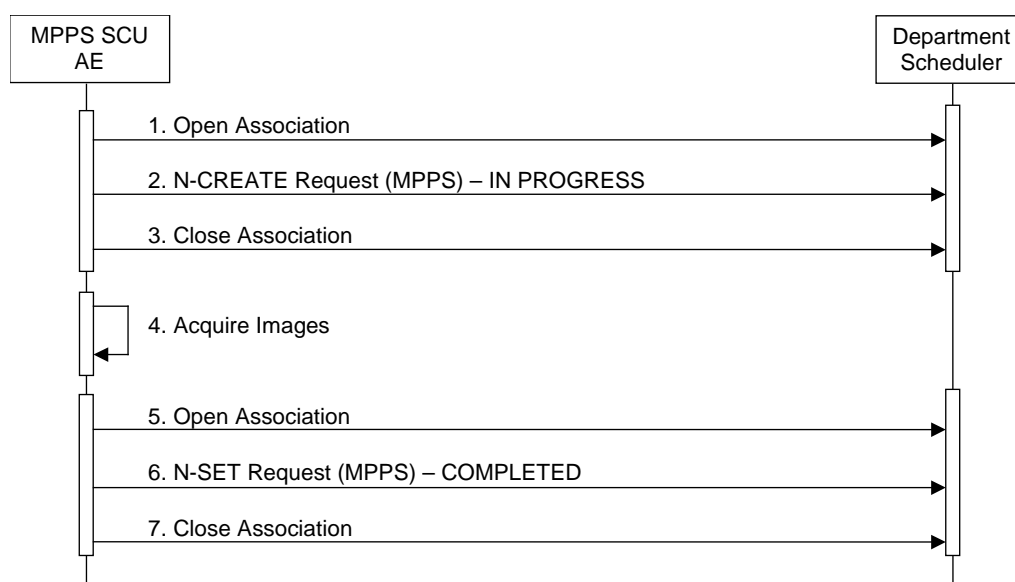 MPPS SCU
AE
Department
Scheduler
1. Open Association
2. N-CREATE Request (MPPS) – IN PROGRESS
3. Close Association
4. Acquire Images
5. Open Association
6. N-SET Request (MPPS) – COMPLETED
7. Close Association